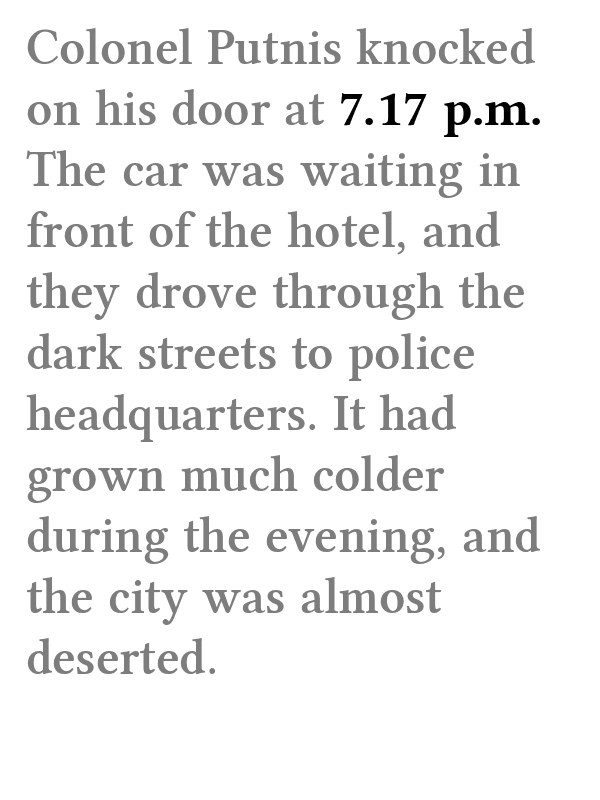 Colonel Putnis knocked
on his door at 7.17 p.m.
The car was waiting in
front of the hotel, and
they drove through the
dark streets to police
headquarters. It had
grown much colder
during the evening, and
the city was almost
deserted.